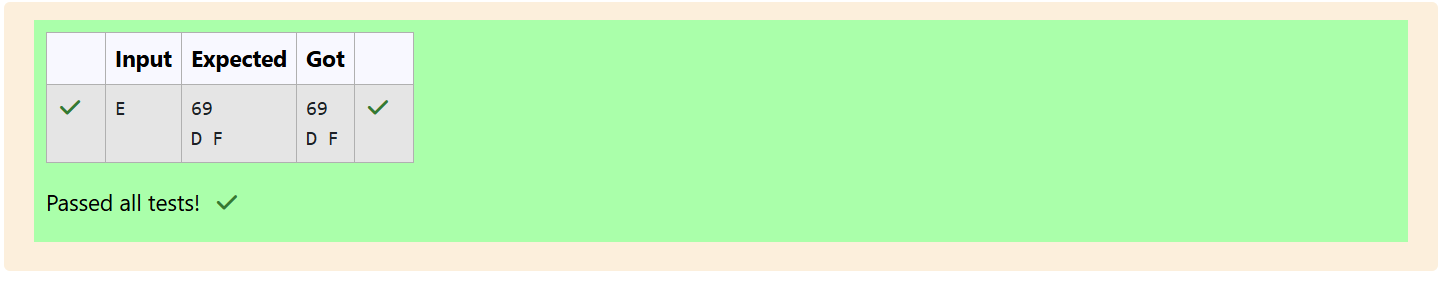 Input Expected Got
E 69 69
D F D F
Passed all tests!